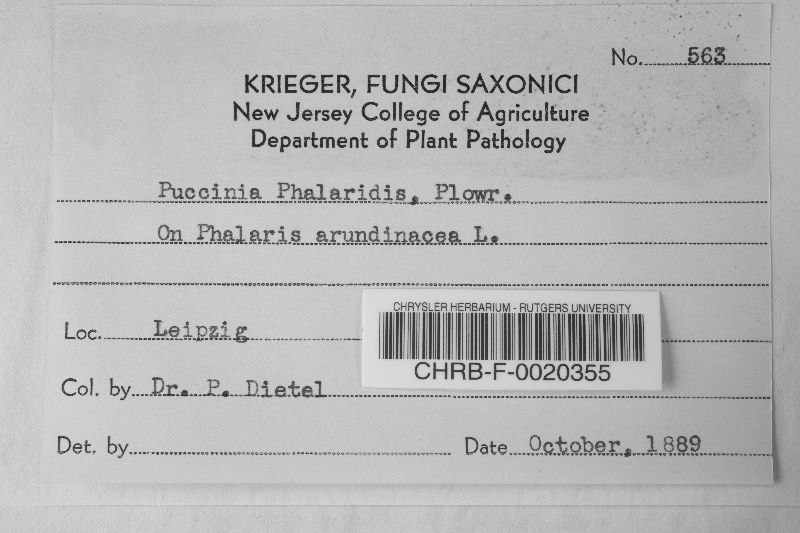 No. 563
KRIEGER, FUNGI SAXONICI
New Jersey College of Agriculture
Department of Plant Pathology
Puccinia Phalaridis, Plowr.
On Phalaris arundinacea L.
Loc. Leipzig
CHRYSLER HERBARIUM - RUTGERS UNIVERSITY
CHRB-F-0020355
Col. by Dr. P. Dietel
Det. by
Date October, 1889